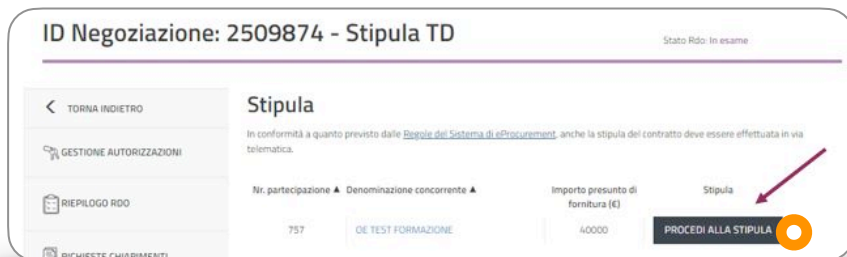 ID Negoziazione: 2509874 - Stipula TD
Stato Rdo: In esame
TORNA INDIETRO
GESTIONE AUTORIZZAZIONI
RIEPILOGO RDO
RICHIESTE CHIARIMENTI
Stipula
In conformità a quanto previsto dalle Regole del Sistema di eProcurement, anche la stipula del contratto deve essere effettuata in via
telematica.
Nr. partecipazione ▲ Denominazione concorrente ▲ Importo presunto di fornitura (€) Stipula
757 OE TEST FORMAZIONE 40000 PROCEDI ALLA STIPULA